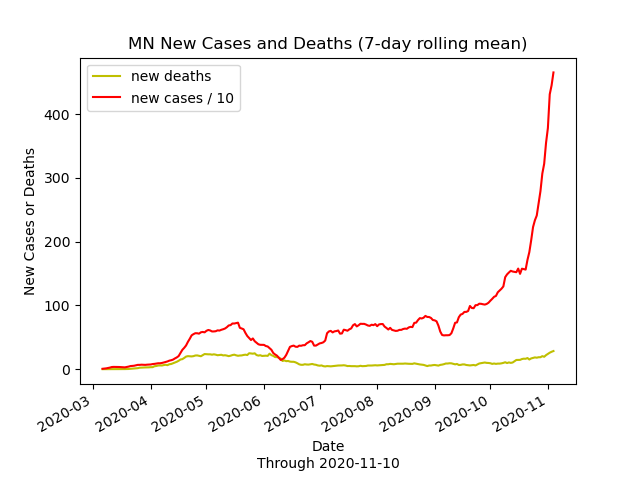 MN New Cases and Deaths (7-day rolling mean)
new deaths
new cases / 10
New Cases or Deaths
400
300
200
100
0
2020-03
2020-04
2020-05
2020-06
2020-07
2020-08
2020-09
2020-10
2020-11
Date
Through 2020-11-10